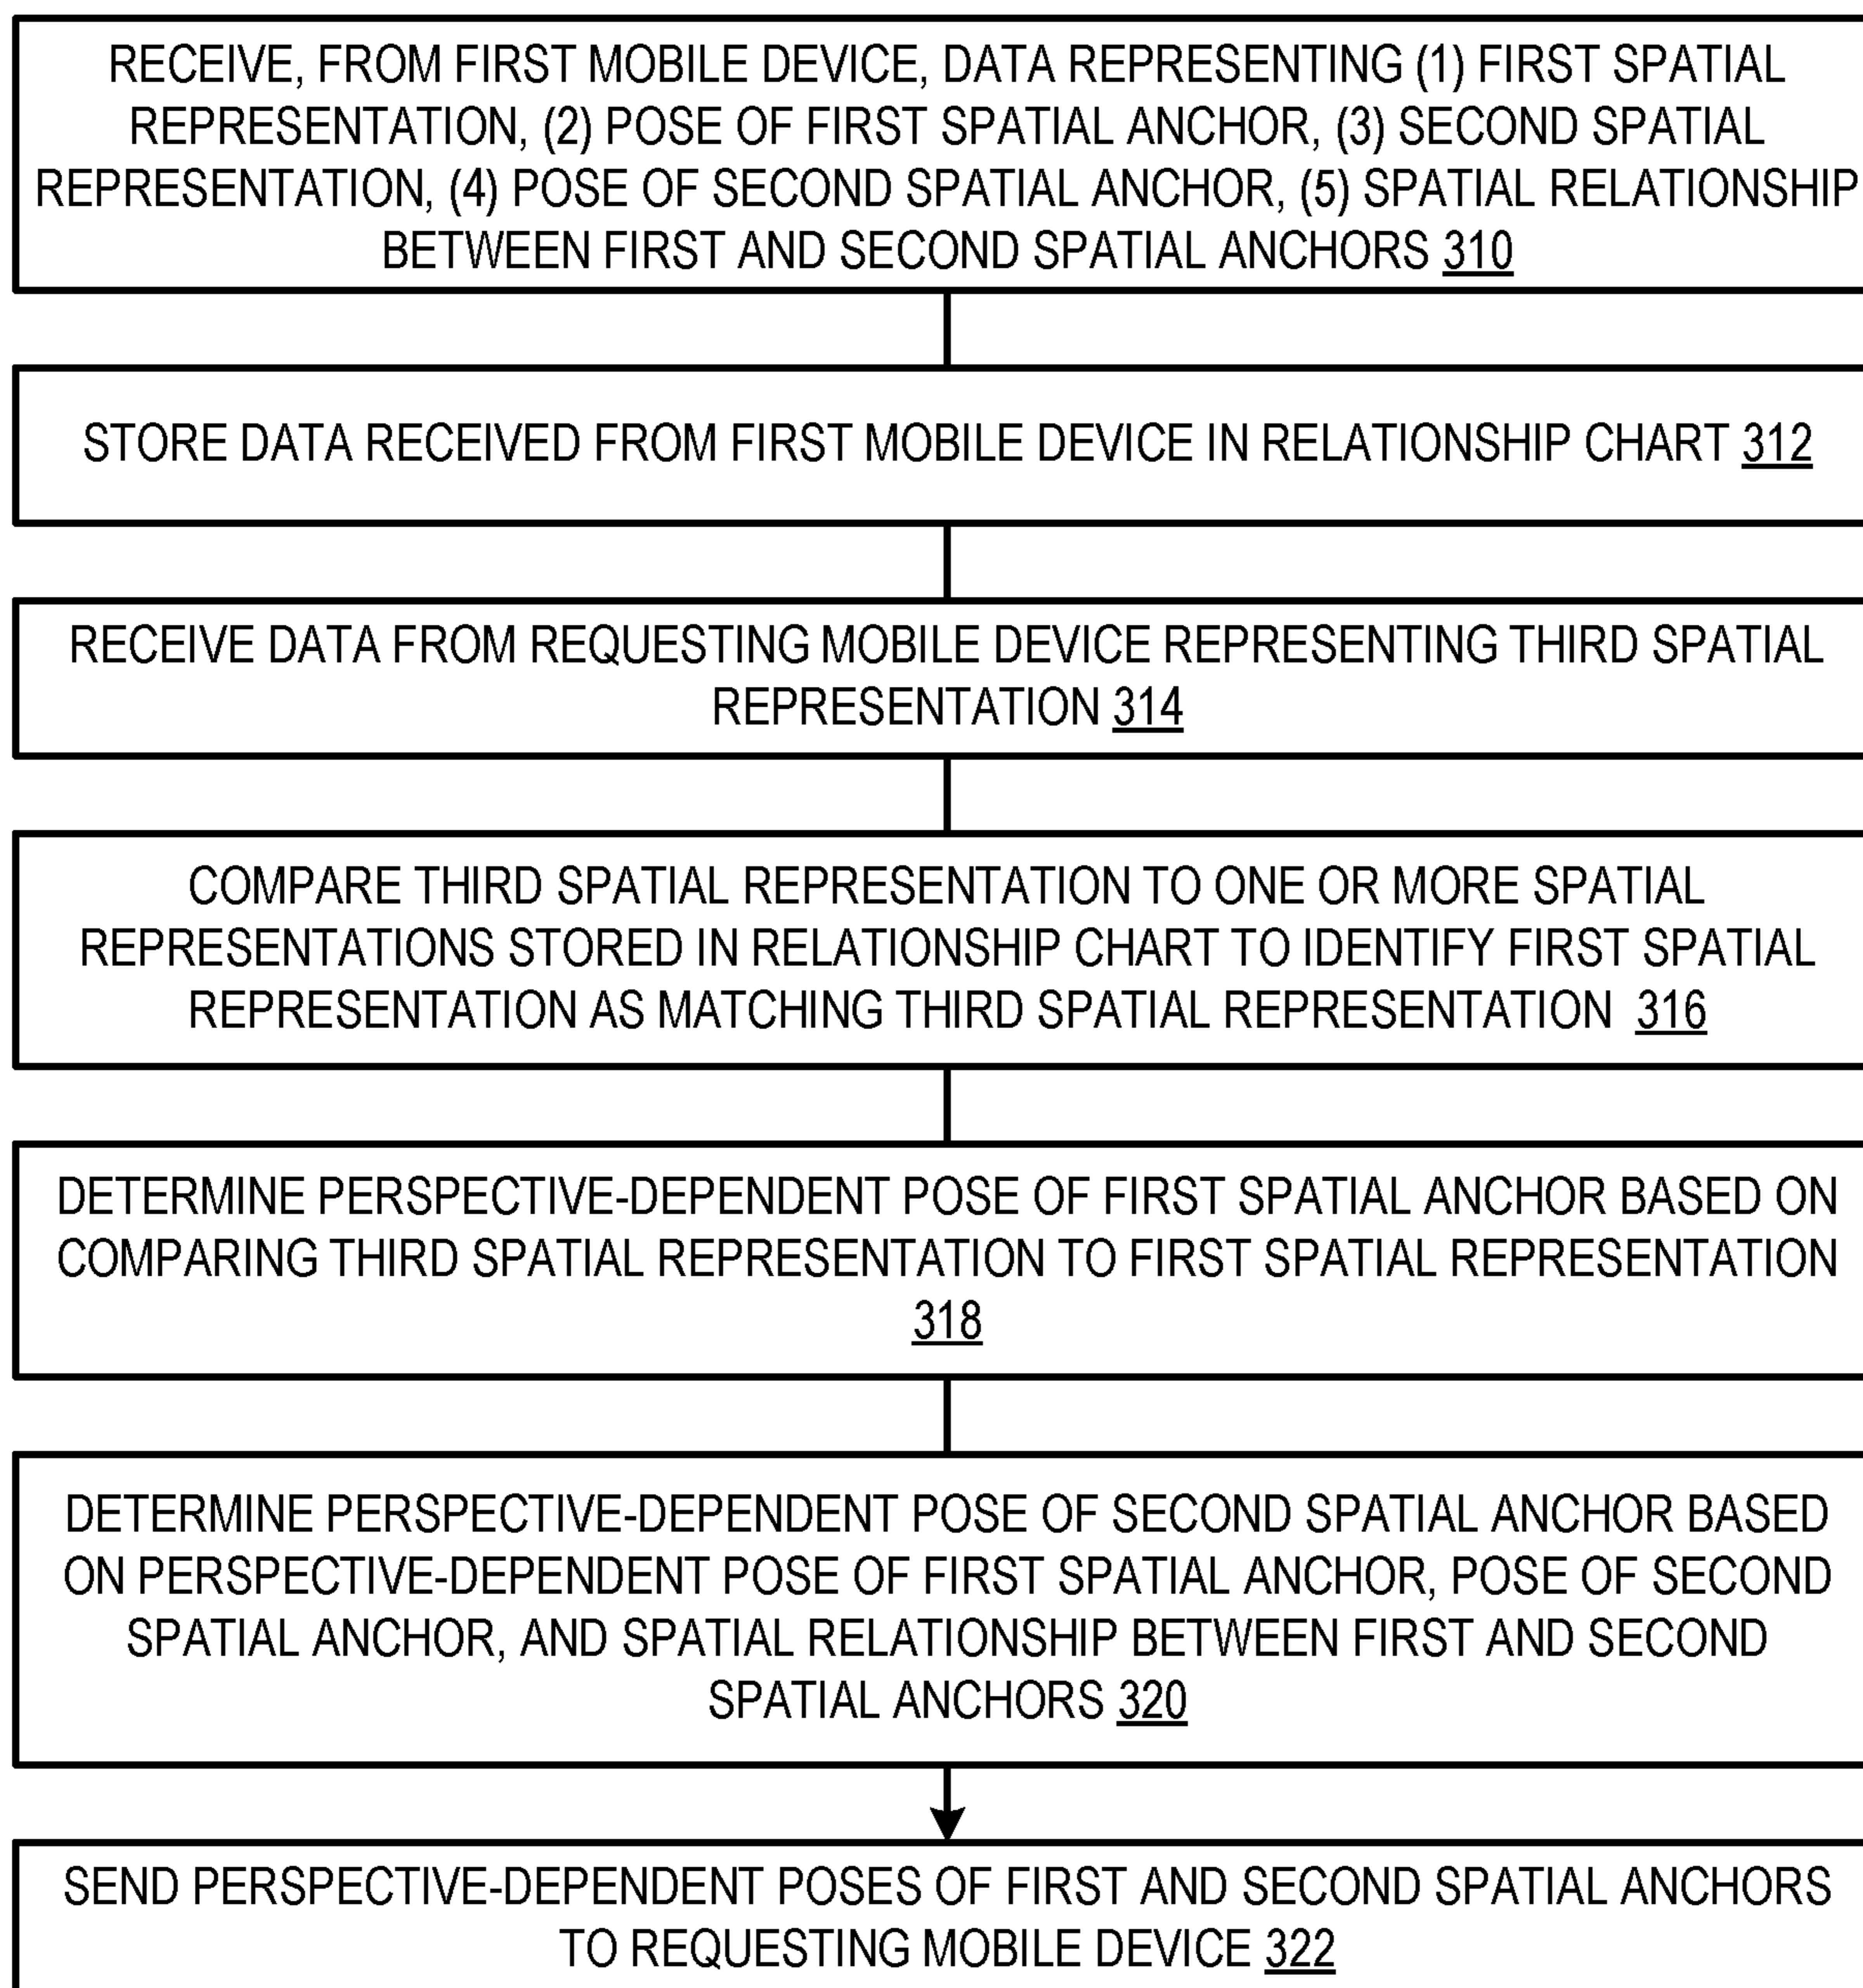 RECEIVE, FROM FIRST MOBILE DEVICE, DATA REPRESENTING (1) FIRST SPATIAL
REPRESENTATION, (2) POSE OF FIRST SPATIAL ANCHOR, (3) SECOND SPATIAL
REPRESENTATION, (4) POSE OF SECOND SPATIAL ANCHOR, (5) SPATIAL RELATIONSHIP
BETWEEN FIRST AND SECOND SPATIAL ANCHORS 310
STORE DATA RECEIVED FROM FIRST MOBILE DEVICE IN RELATIONSHIP CHART 312
RECEIVE DATA FROM REQUESTING MOBILE DEVICE REPRESENTING THIRD SPATIAL
REPRESENTATION 314
COMPARE THIRD SPATIAL REPRESENTATION TO ONE OR MORE SPATIAL
REPRESENTATIONS STORED IN RELATIONSHIP CHART TO IDENTIFY FIRST SPATIAL
REPRESENTATION AS MATCHING THIRD SPATIAL REPRESENTATION 316
DETERMINE PERSPECTIVE-DEPENDENT POSE OF FIRST SPATIAL ANCHOR BASED ON
COMPARING THIRD SPATIAL REPRESENTATION TO FIRST SPATIAL REPRESENTATION
318
DETERMINE PERSPECTIVE-DEPENDENT POSE OF SECOND SPATIAL ANCHOR BASED
ON PERSPECTIVE-DEPENDENT POSE OF FIRST SPATIAL ANCHOR, POSE OF SECOND
SPATIAL ANCHOR, AND SPATIAL RELATIONSHIP BETWEEN FIRST AND SECOND
SPATIAL ANCHORS 320
SEND PERSPECTIVE-DEPENDENT POSES OF FIRST AND SECOND SPATIAL ANCHORS
TO REQUESTING MOBILE DEVICE 322